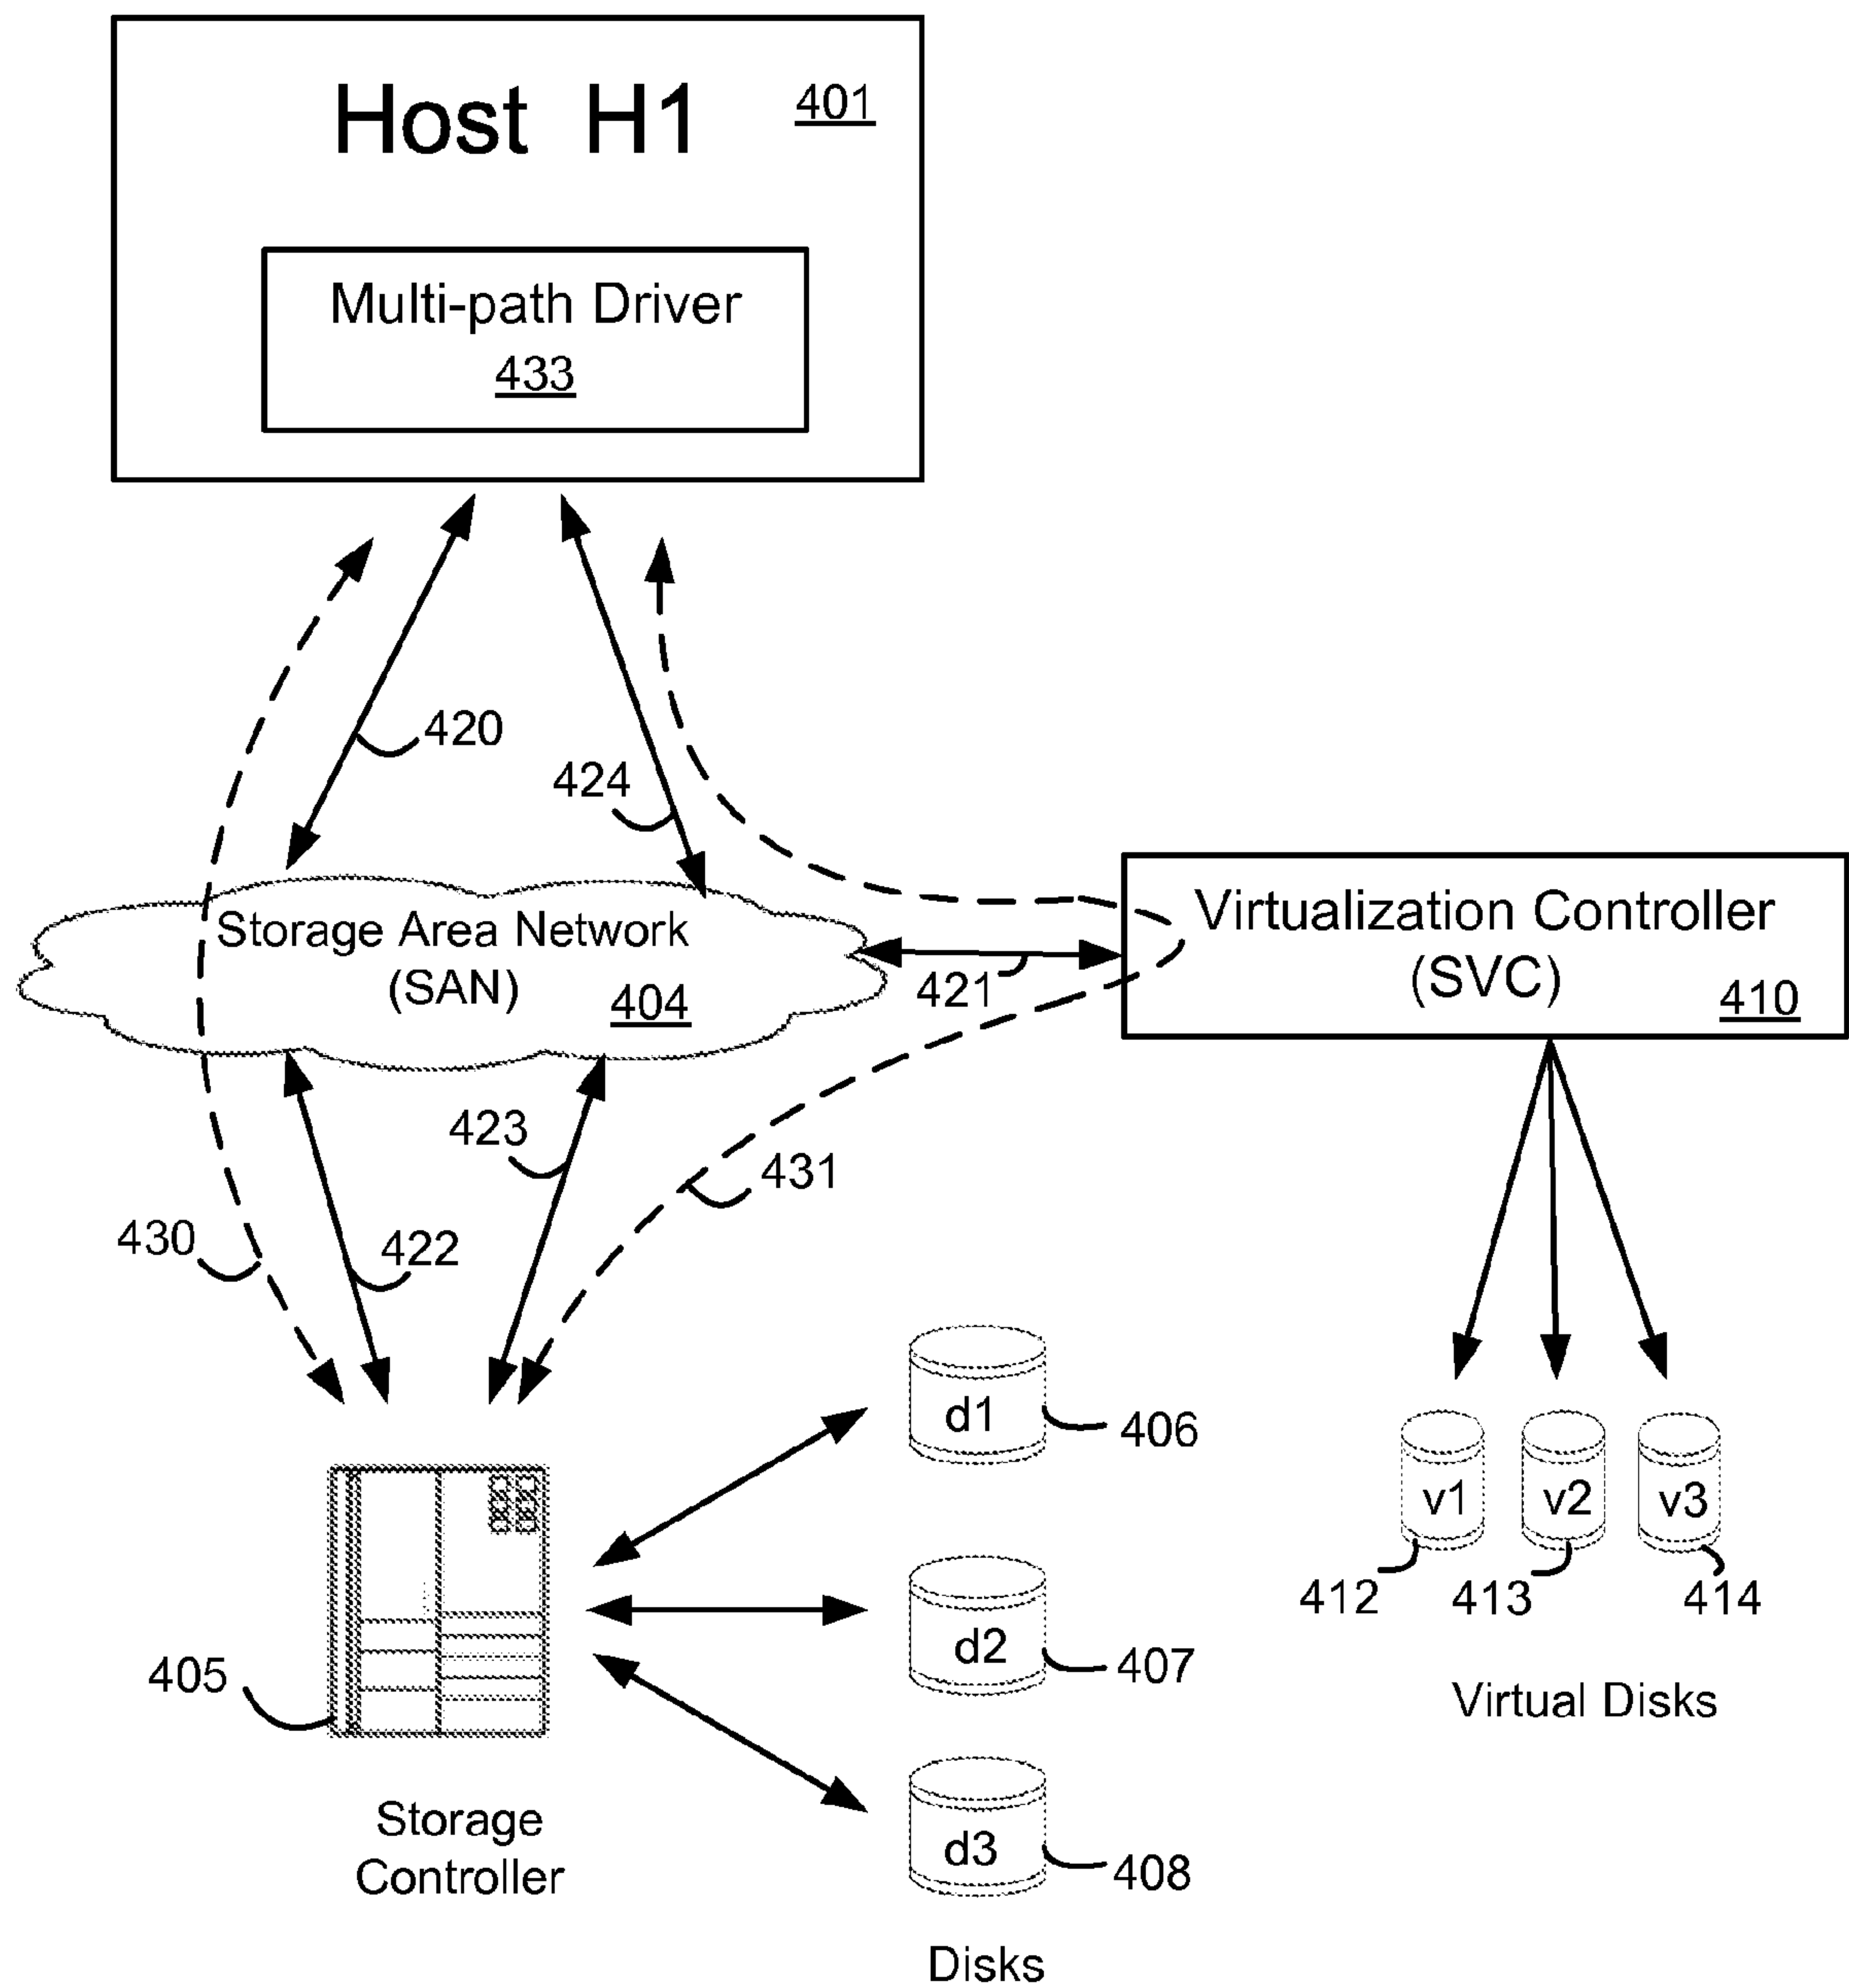 Host H1
401
Multi-path Driver
433
420
424
Storage Area Network
(SAN)
404
421
Virtualization Controller
(SVC)
410
423
431
430
422
d1
406
v1
v2
v3
412
413
414
d2
407
405
Virtual Disks
Storage
Controller
d3
408
Disks